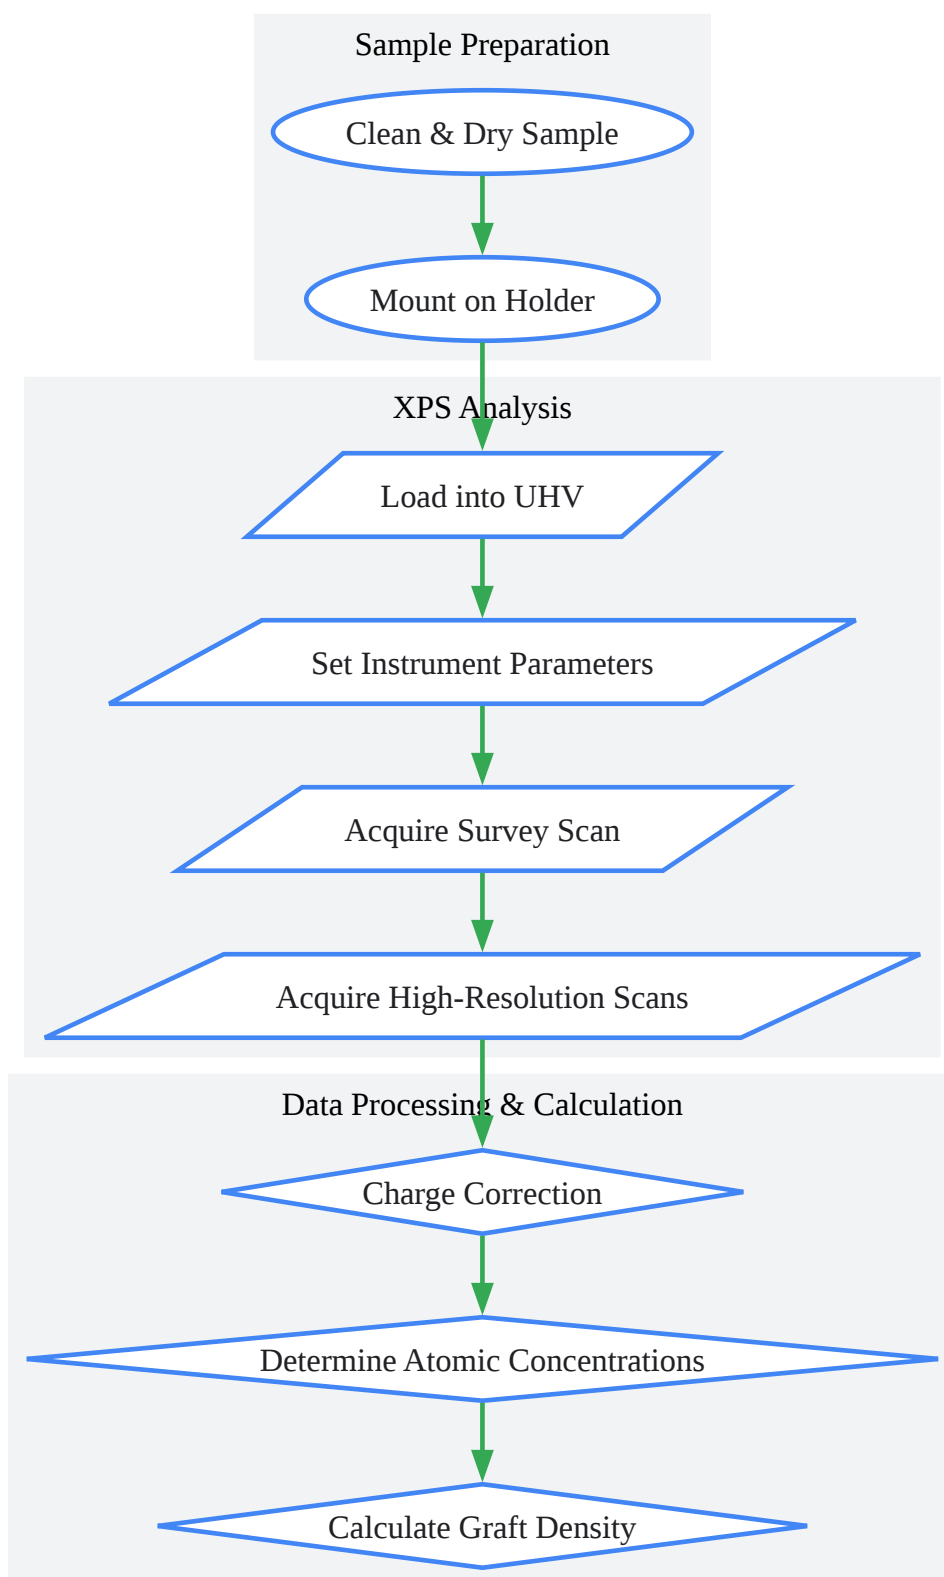 Sample Preparation
Clean & Dry Sample
Mount on Holder
XPS Analysis
Load into UHV
Set Instrument Parameters
Acquire Survey Scan
Acquire High-Resolution Scans
Data Processing & Calculation
Charge Correction
Determine Atomic Concentrations
Calculate Graft Density